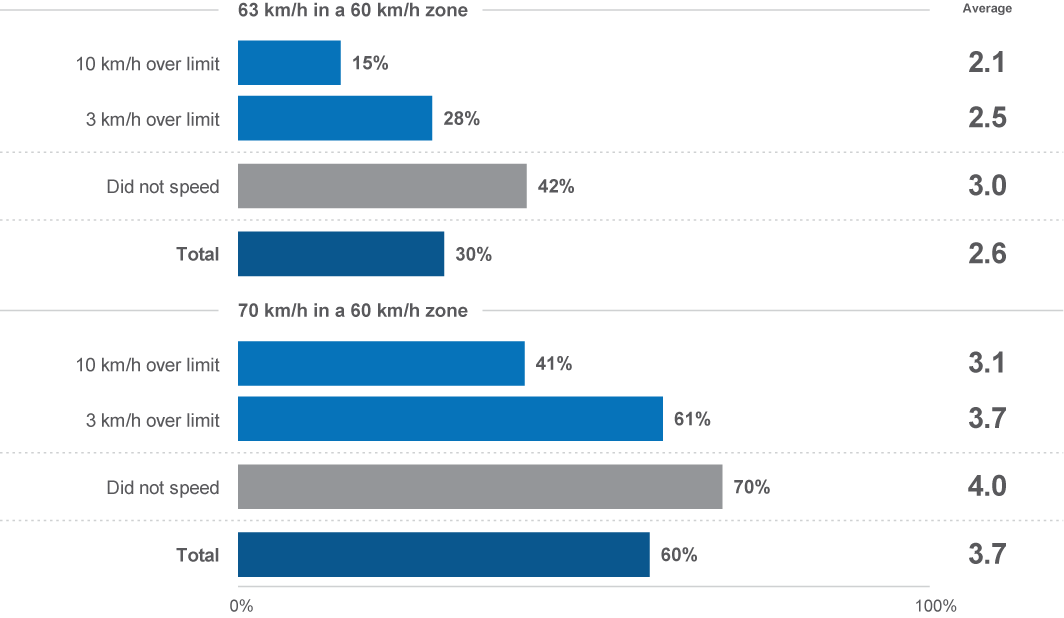 63 km/h in a 60 km/h zone Average
10 km/h over limit 15% 2.1
3 km/h over limit 28% 2.5
Did not speed 42% 3.0
Total 30% 2.6
70 km/h in a 60 km/h zone
10 km/h over limit 41% 3.1
3 km/h over limit 61% 3.7
Did not speed 70% 4.0
Total 60% 3.7
0% 100%